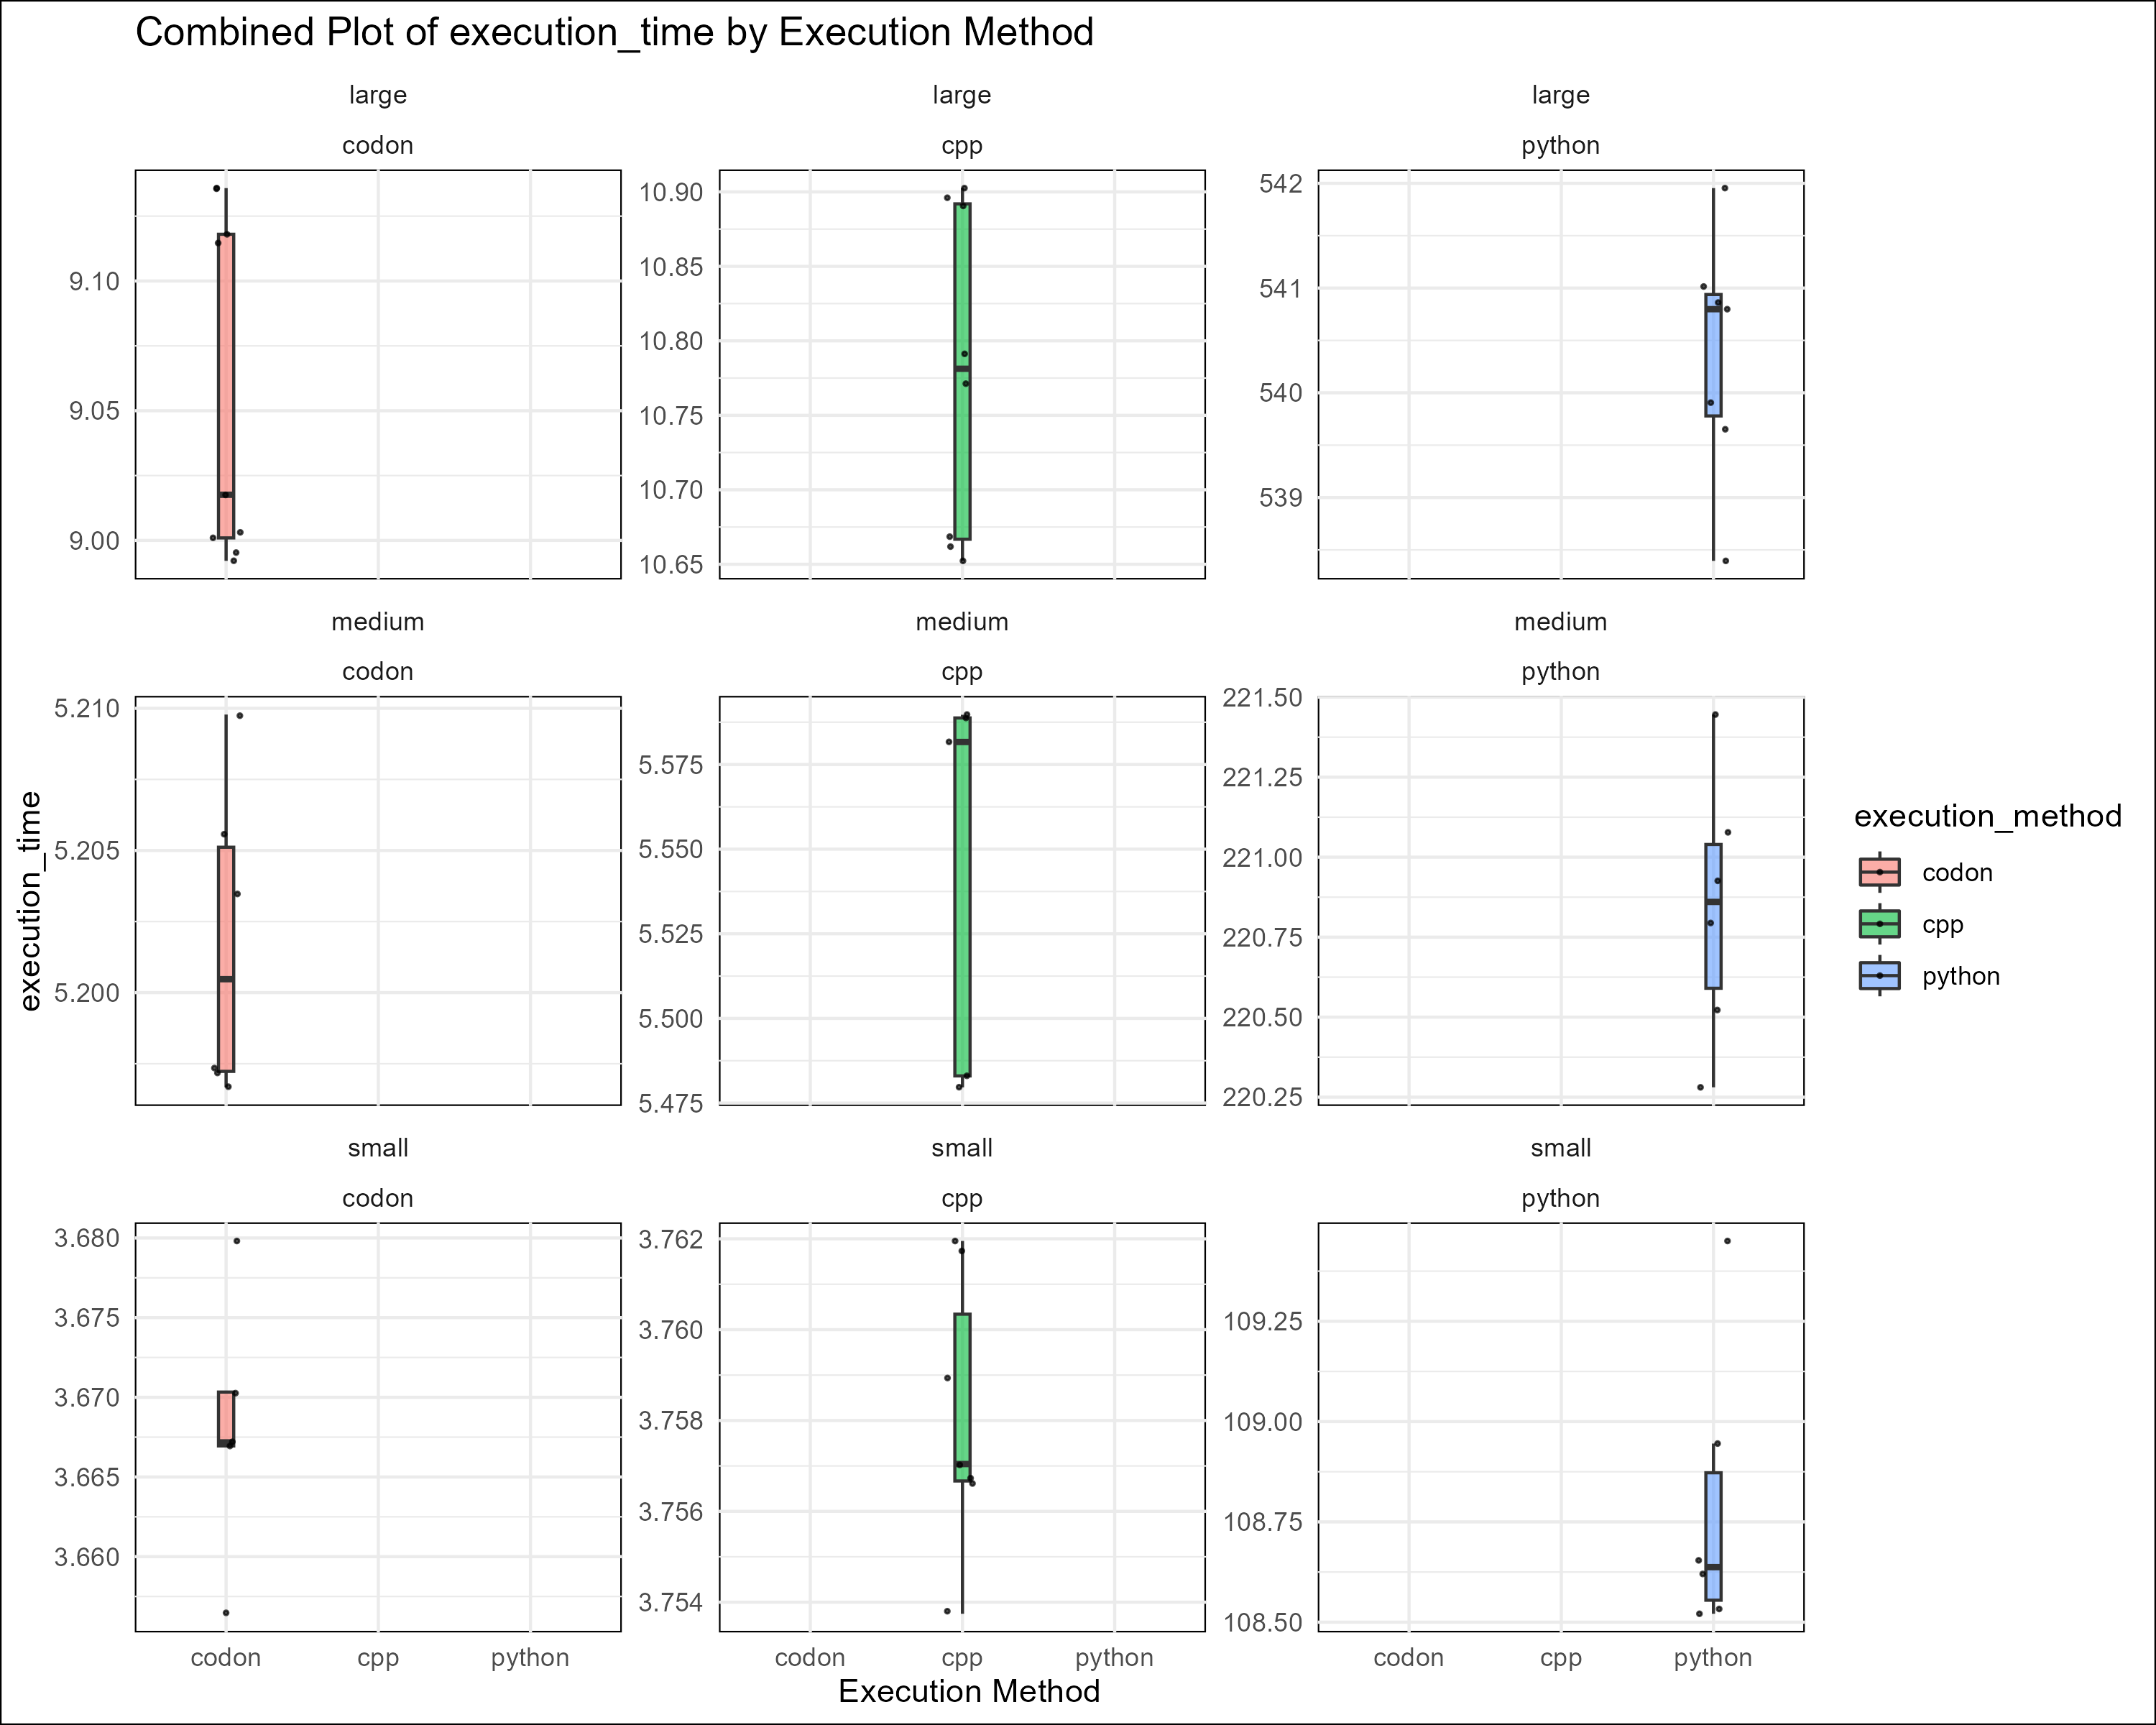 Combined Plot of execution_time by Execution Method
large
large
large
codon
cpp
python
9.10
9.05
9.00
10.90
10.85
10.80
10.75
10.70
10.65
542
541
540
539
medium
medium
medium
codon
cpp
python
5.210
5.205
5.200
5.575
5.550
5.525
5.500
5.475
221.50
221.25
221.00
220.75
220.50
220.25
small
small
small
codon
cpp
python
3.680
3.675
3.670
3.665
3.660
3.762
3.760
3.758
3.756
3.754
109.25
109.00
108.75
108.50
codon cpp python
codon cpp python
codon cpp python
Execution Method
execution_time
execution_method
codon
cpp
python